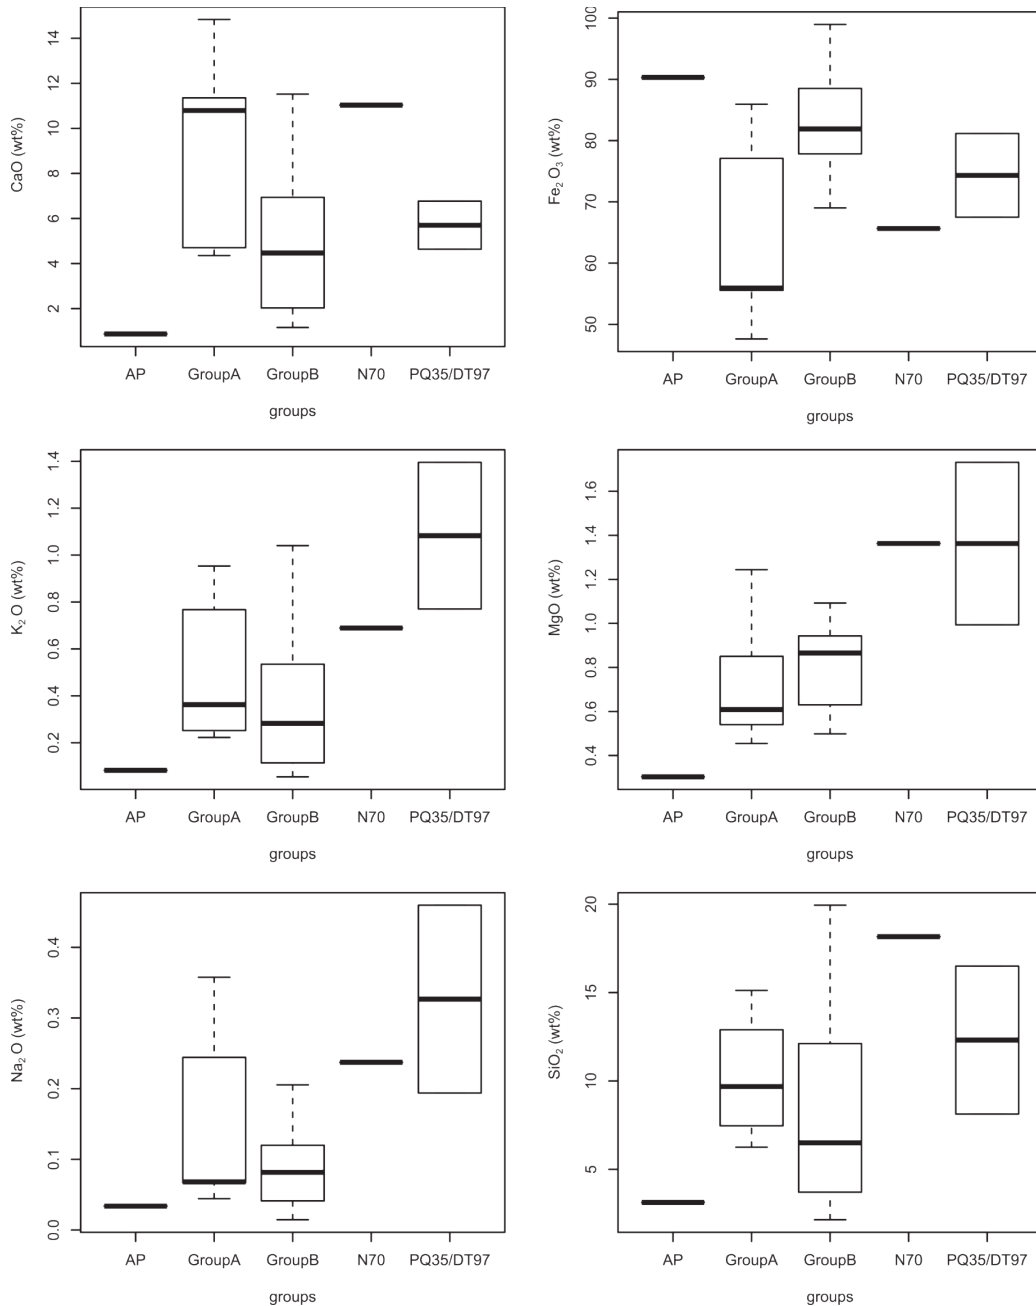 CaO (wt%)
14
12
10
8
6
4
2
AP GroupA GroupB N70 PQ35/DT97
groups
Fe₂O₃ (wt%)
100
90
80
70
60
50
AP GroupA GroupB N70 PQ35/DT97
groups
K₂O (wt%)
1.4
1.2
1.0
0.8
0.6
0.4
0.2
AP GroupA GroupB N70 PQ35/DT97
groups
MgO (wt%)
1.6
1.4
1.2
1.0
0.8
0.6
0.4
AP GroupA GroupB N70 PQ35/DT97
groups
Na₂O (wt%)
0.4
0.3
0.2
0.1
0.0
AP GroupA GroupB N70 PQ35/DT97
groups
SiO₂ (wt%)
20
15
10
5
AP GroupA GroupB N70 PQ35/DT97
groups